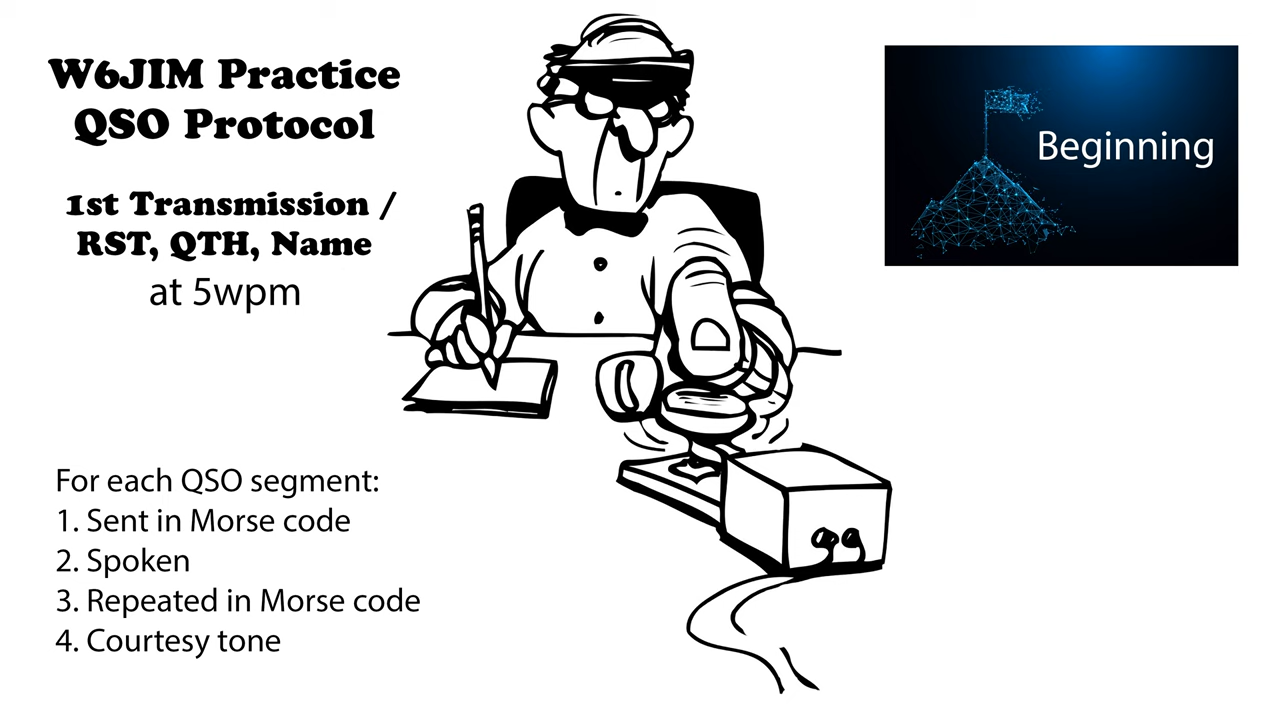 W6JIM Practice
QSO Protocol
1st Transmission /
RST, QTH, Name
at 5wpm
Beginning
For each QSO segment:
1. Sent in Morse code
2. Spoken
3. Repeated in Morse code
4. Courtesy tone